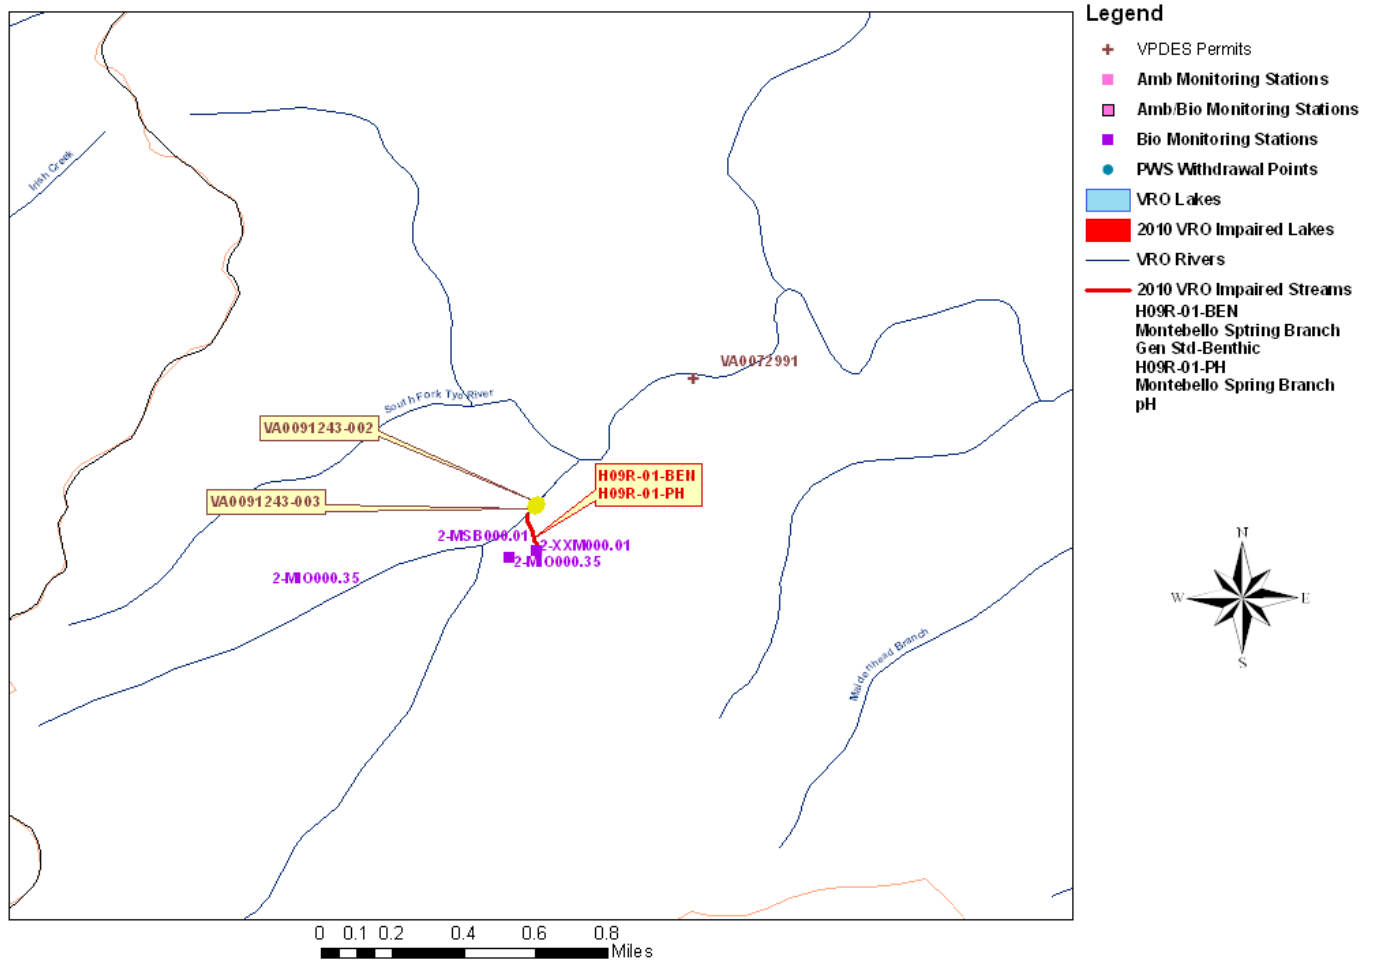 Legend
VPDES Permits
Amb Monitoring Stations
Amb/Bio Monitoring Stations
Bio Monitoring Stations
PWS Withdrawal Points
VRO Lakes
2010 VRO Impaired Lakes
VRO Rivers
2010 VRO Impaired Streams
H09R-01-BEN
Montebello Sptring Branch
Gen Std-Benthic
H09R-01-PH
Montebello Spring Branch
pH
Irish Creek
VA0072991
South Fork Tye River
VA0091243-002
H09R-01-BEN
H09R-01-PH
VA0091243-003
2-MSB000.01
2-XXM000.01
2-MIO000.35
2-MIO000.35
Maidenhead Branch
N
W
E
S
0 0.1 0.2 0.4 0.6 0.8
Miles